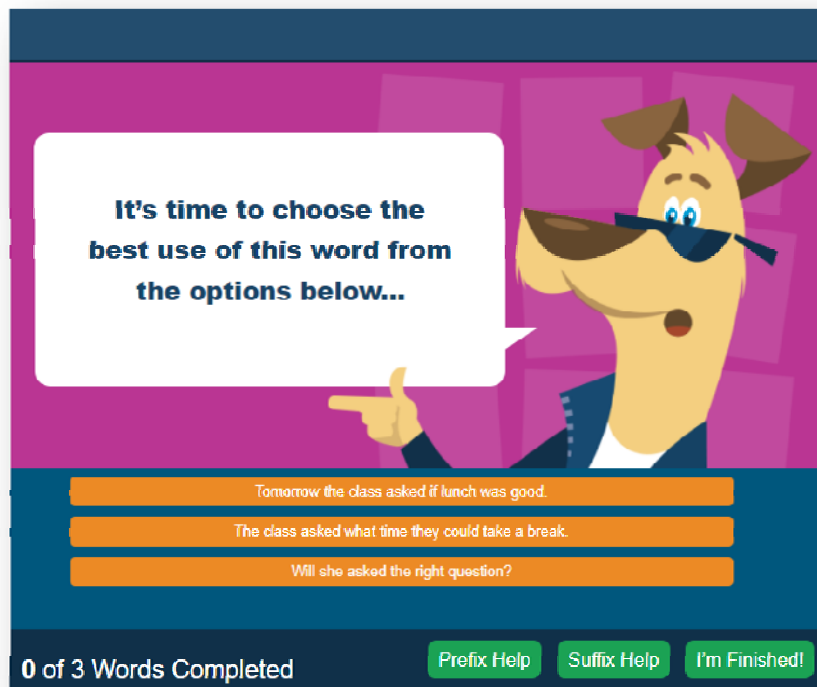 It's time to choose the
best use of this word from
the options below...
Tomorrow the class asked if lunch was good.
The class asked what time they could take a break.
Will she asked the right question?
0 of 3 Words Completed
Prefix Help
Suffix Help
I'm Finished!